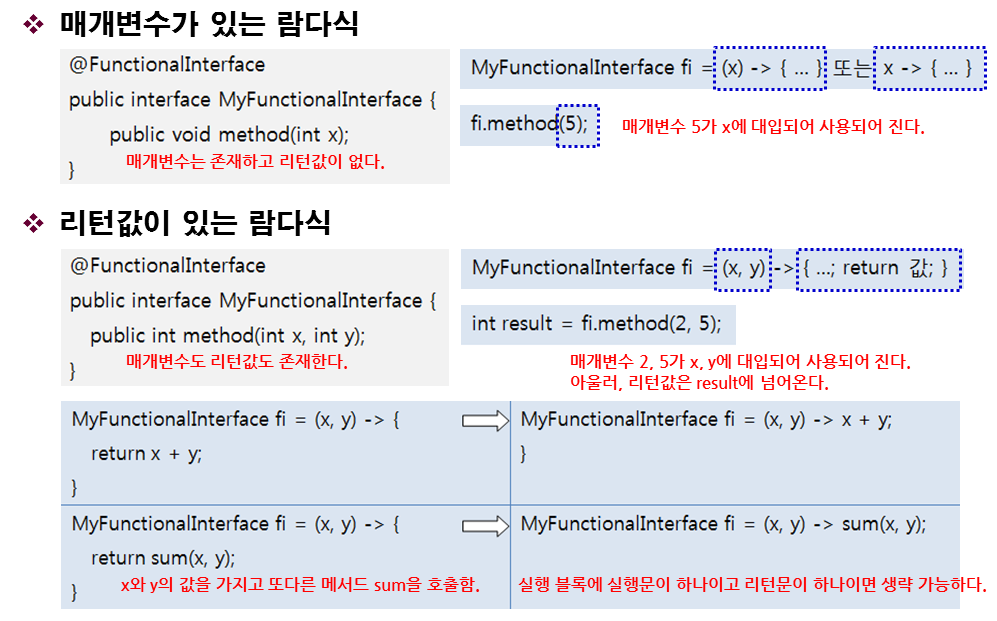 ❖ 매개변수가 있는 람다식
@FunctionalInterface
public interface MyFunctionalInterface {
public void method(int x);
매개변수는 존재하고 리턴값이 없다.
}
MyFunctionalInterface fi = (x) -> { ... } 또는 x -> { ... }
fi.method(5);
매개변수 5가 x에 대입되어 사용되어 진다.
❖ 리턴값이 있는 람다식
@FunctionalInterface
public interface MyFunctionalInterface {
public int method(int x, int y);
매개변수도 리턴값도 존재한다.
}
MyFunctionalInterface fi = (x, y) -> { ...; return 값; }
int result = fi.method(2, 5);
매개변수 2, 5가 x, y에 대입되어 사용되어 진다.
아울러, 리턴값은 result에 넘어온다.
MyFunctionalInterface fi = (x, y) -> {
return x + y;
}
MyFunctionalInterface fi = (x, y) -> x + y;
}
MyFunctionalInterface fi = (x, y) -> {
return sum(x, y);
}
x와 y의 값을 가지고 또다른 메서드 sum을 호출함.
MyFunctionalInterface fi = (x, y) -> sum(x, y);
실행 블록에 실행문이 하나이고 리턴문이 하나이면 생략 가능하다.